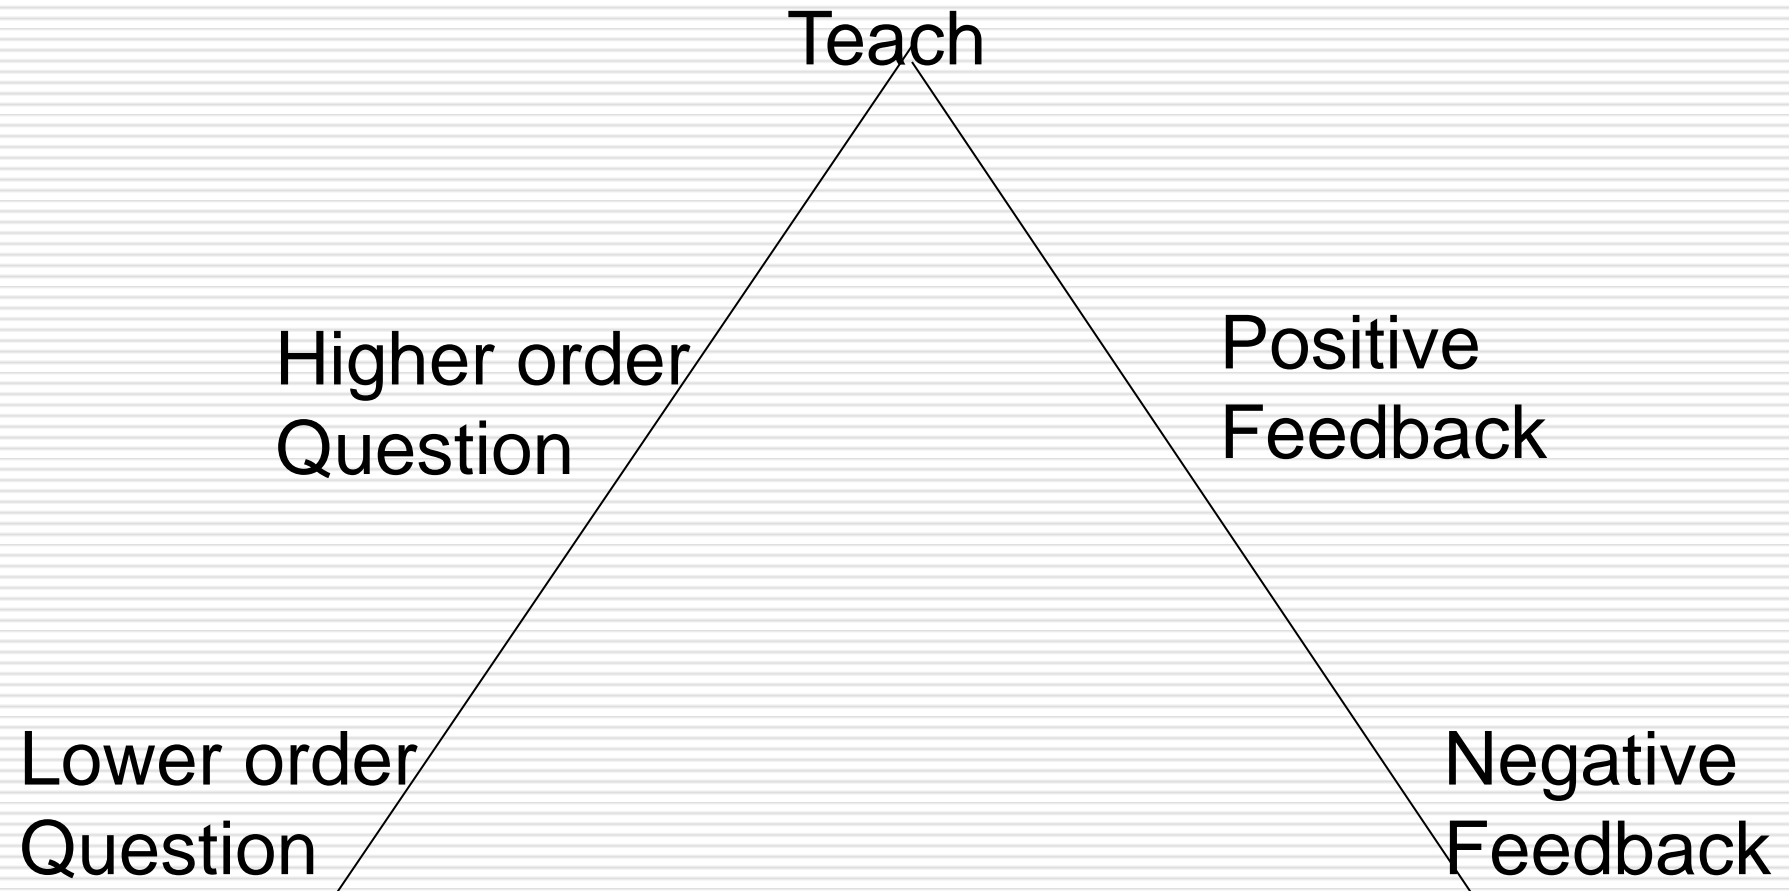 Teach
Higher order
Question
Positive
Feedback
Lower order
Question
Negative
Feedback